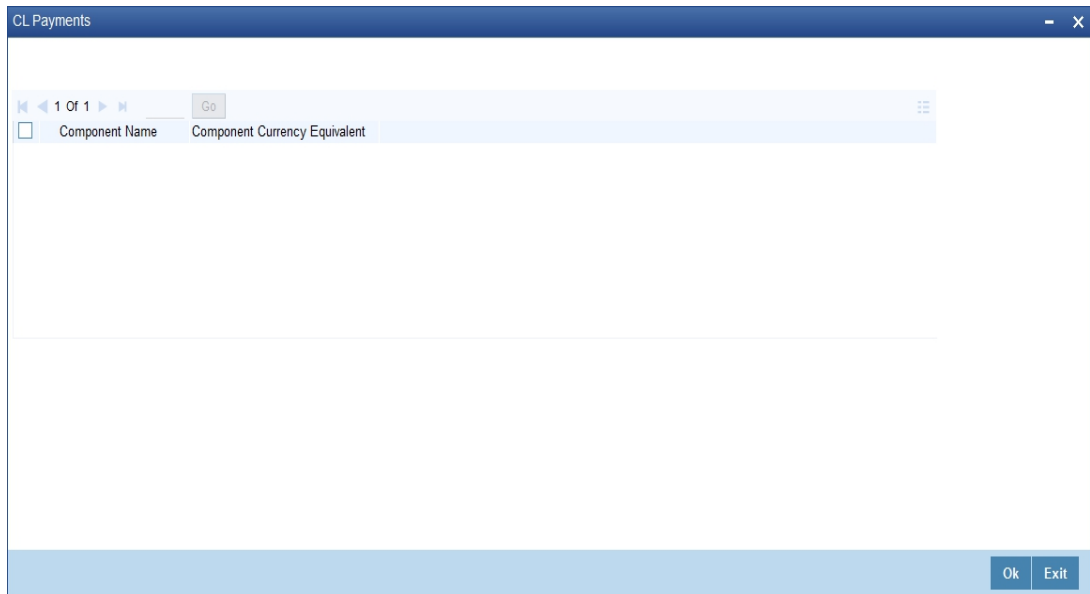 CL Payments
1 Of 1 Go
Component Name Component Currency Equivalent
Ok Exit